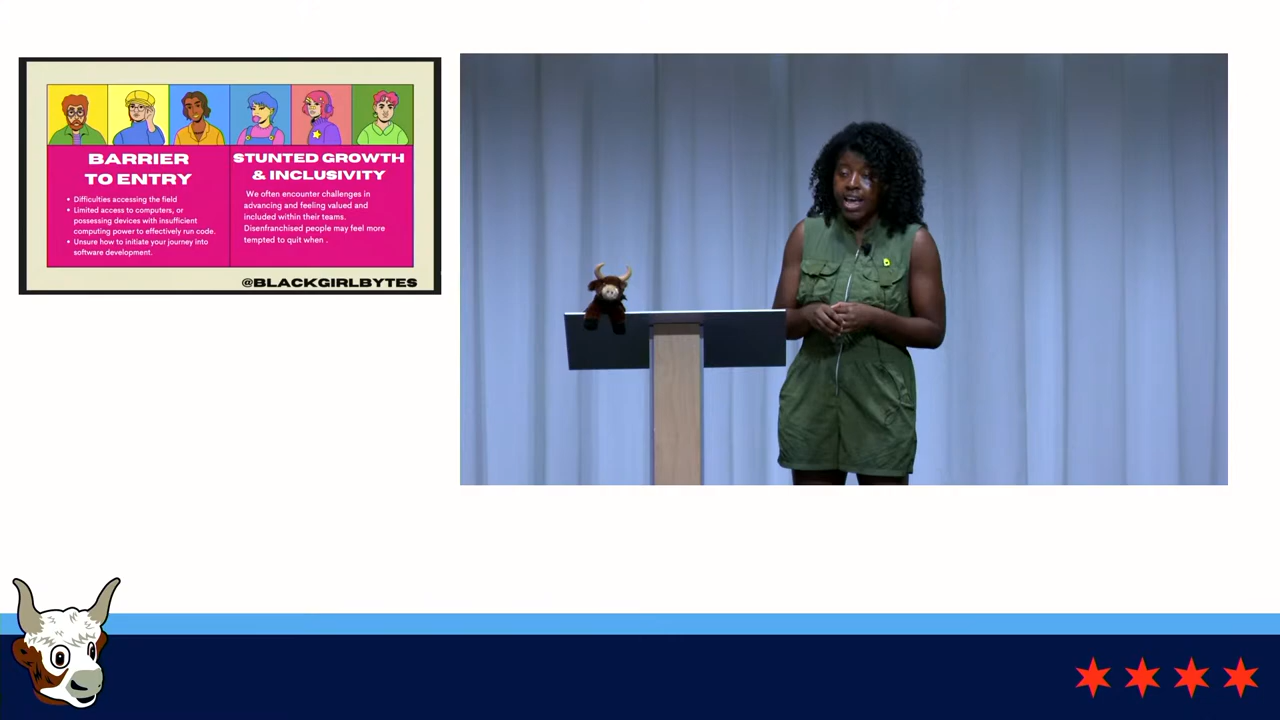 BARRIER
TO ENTRY
• Difficulties accessing the field
• Limited access to computers, or
possessing devices with insufficient
computing power to effectively run code.
• Unsure how to initiate your journey into
software development.
STUNTED GROWTH
& INCLUSIVITY
We often encounter challenges in
advancing and feeling valued and
included within their teams.
Disenfranchised people may feel more
tempted to quit when .
@BLACKGIRLBYTES